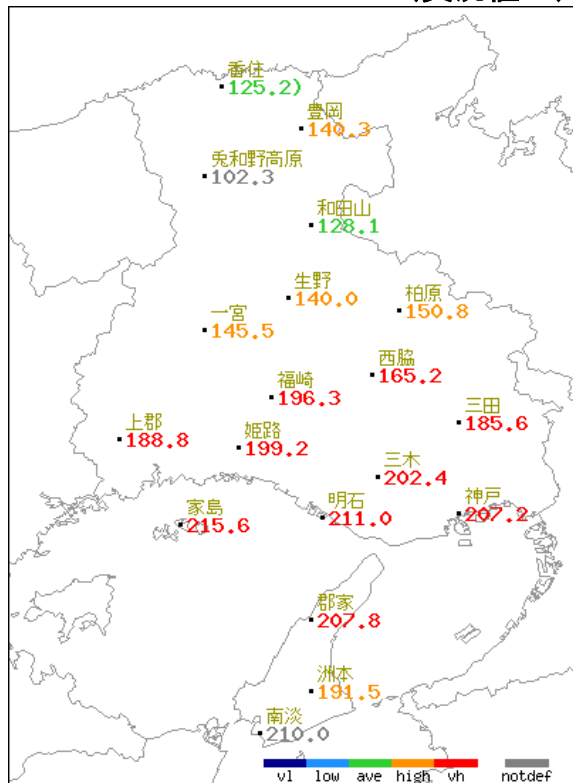 香住
125.2)
豊岡
140.3
兎和野高原
102.3
和田山
128.1
生野
140.0
柏原
150.8
一宮
145.5
西脇
165.2
福崎
196.3
三田
185.6
上郡
188.8
姫路
199.2
三木
202.4
家島
215.6
明石
211.0
神戸
207.2
郡家
207.8
洲本
191.5
南淡
210.0
vl low ave high vh notdef